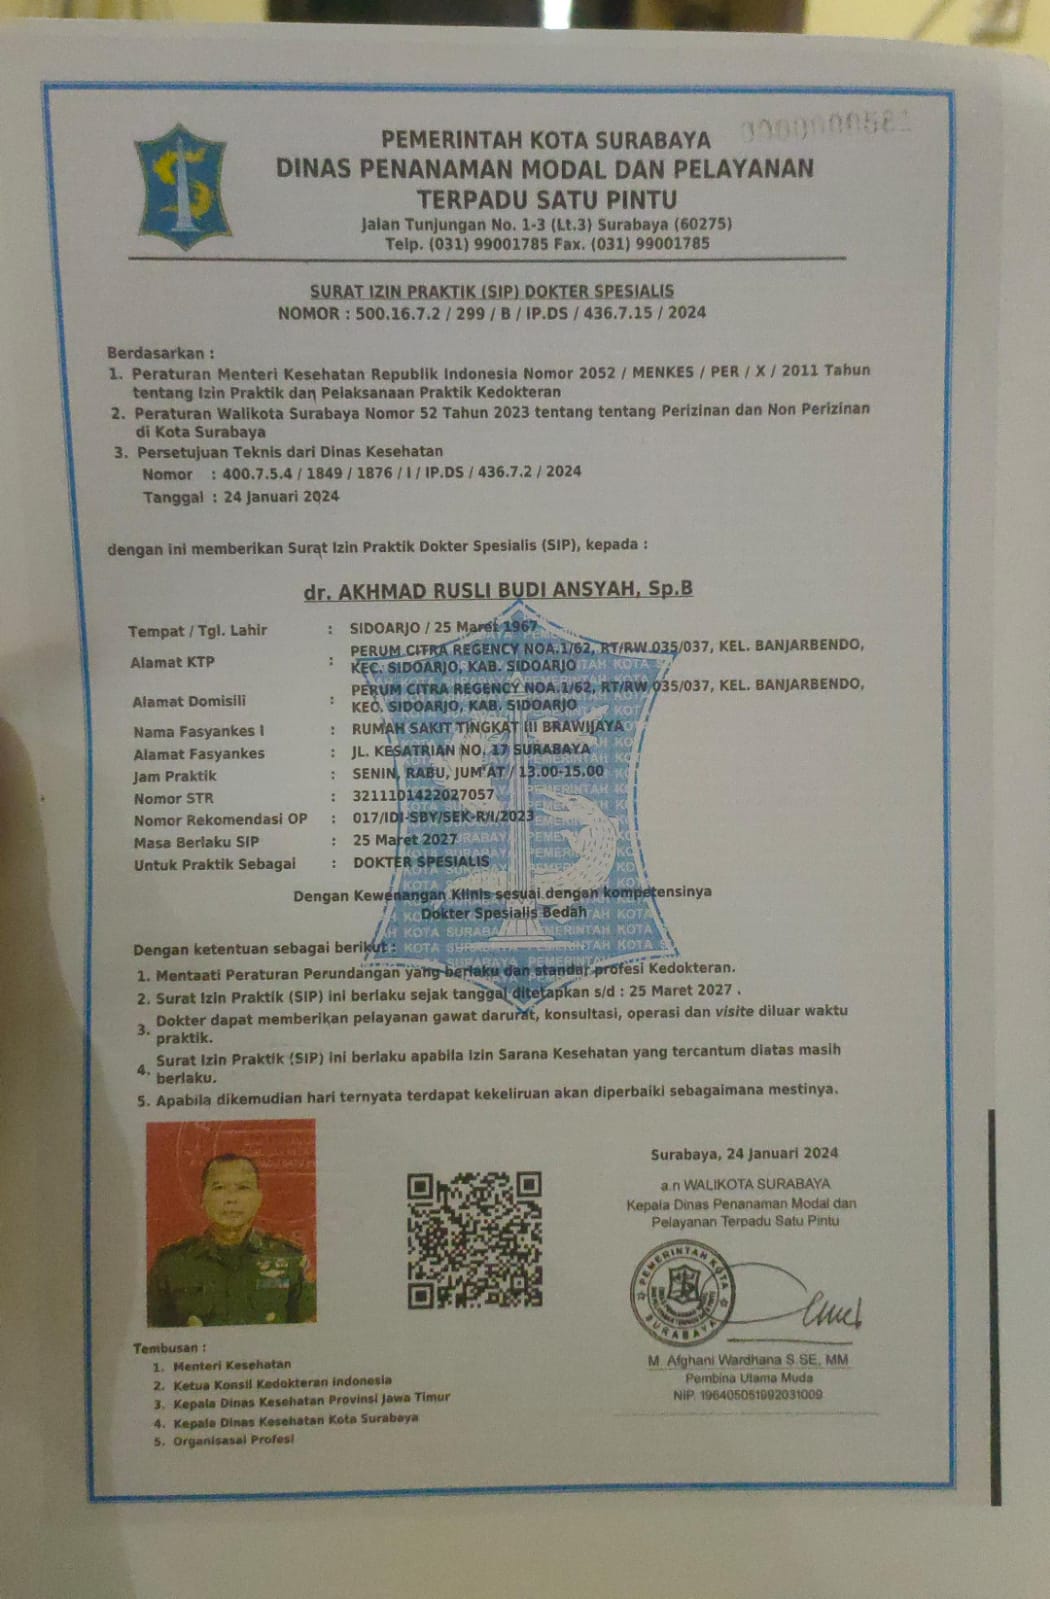 1380000000
PEMERINTAH KOTA SURABAYA
DINAS PENANAMAN MODAL DAN PELAYANAN
TERPADU SATU PINTU
Jalan Tunjungan No. 1-3 (Lt.3) Surabaya (60275)
Telp. (031) 99001785 Fax. (031) 99001785
SURAT IZIN PRAKTIK (SIP) DOKTER SPESIALIS
NOMOR : 500.16.7.2 / 299 / B / IP.DS / 436.7.15 / 2024
Berdasarkan :
1. Peraturan Menteri Kesehatan Republik Indonesia Nomor 2052 / MENKES / PER / X / 2011 Tahun
tentang Izin Praktik dan Pelaksanaan Praktik Kedokteran
2. Peraturan Walikota Surabaya Nomor 52 Tahun 2023 tentang tentang Perizinan dan Non Perizinan
di Kota Surabaya
3. Persetujuan Teknis dari Dinas Kesehatan
Nomor : 400.7.5.4 / 1849 / 1876 / I / IP.DS / 436.7.2 / 2024
Tanggal : 24 Januari 2024
dengan ini memberikan Surat Izin Praktik Dokter Spesialis (SIP), kepada :
dr. AKHMAD RUSLI BUDI ANSYAH, Sp.B
Tempat / Tgl. Lahir : SIDOARJO / 25 Maret 1967
Alamat KTP : PERUM CITRA REGENCY NOA.1/62, RT/RW 035/037, KEL. BANJARBENDO,
KEC. SIDOARJO, KAB. SIDOARJO
Alamat Domisili : PERUM CITRA REGENCY NOA.1/62, RT/RW 035/037, KEL. BANJARBENDO,
KEC. SIDOARJO, KAB. SIDOARJO
Nama Fasyankes I : RUMAH SAKIT TINGKAT III BRAWIJAYA
Alamat Fasyankes : JL. KESATRIAN NO. 17 SURABAYA
Jam Praktik : SENIN, RABU, JUM'AT / 13.00-15.00
Nomor STR : 3211101422027057
Nomor Rekomendasi OP : 017/IDI-SBY/SEK-R/I/2023
Masa Berlaku SIP : 25 Maret 2027
Untuk Praktik Sebagai : DOKTER SPESIALIS
Dengan Kewenangan Klinis sesuai dengan kompetensinya
Dokter Spesialis Bedah
Dengan ketentuan sebagai berikut :
1. Mentaati Peraturan Perundangan yang berlaku dan standar profesi Kedokteran.
2. Surat Izin Praktik (SIP) ini berlaku sejak tanggal ditetapkan s/d : 25 Maret 2027 .
3. Dokter dapat memberikan pelayanan gawat darurat, konsultasi, operasi dan visite diluar waktu
praktik.
4. Surat Izin Praktik (SIP) ini berlaku apabila Izin Sarana Kesehatan yang tercantum diatas masih
berlaku.
5. Apabila dikemudian hari ternyata terdapat kekeliruan akan diperbaiki sebagaimana mestinya.
Surabaya, 24 Januari 2024
a.n WALIKOTA SURABAYA
Kepala Dinas Penanaman Modal dan
Pelayanan Terpadu Satu Pintu
PEMERINTAH KOTA
SURABAYA
M. Afghani Wardhana S.SE, MM
Pembina Utama Muda
NIP. 196405051992031009
Tembusan :
1. Menteri Kesehatan
2. Ketua Konsil Kedokteran Indonesia
3. Kepala Dinas Kesehatan Provinsi Jawa Timur
4. Kepala Dinas Kesehatan Kota Surabaya
5. Organisasai Profesi